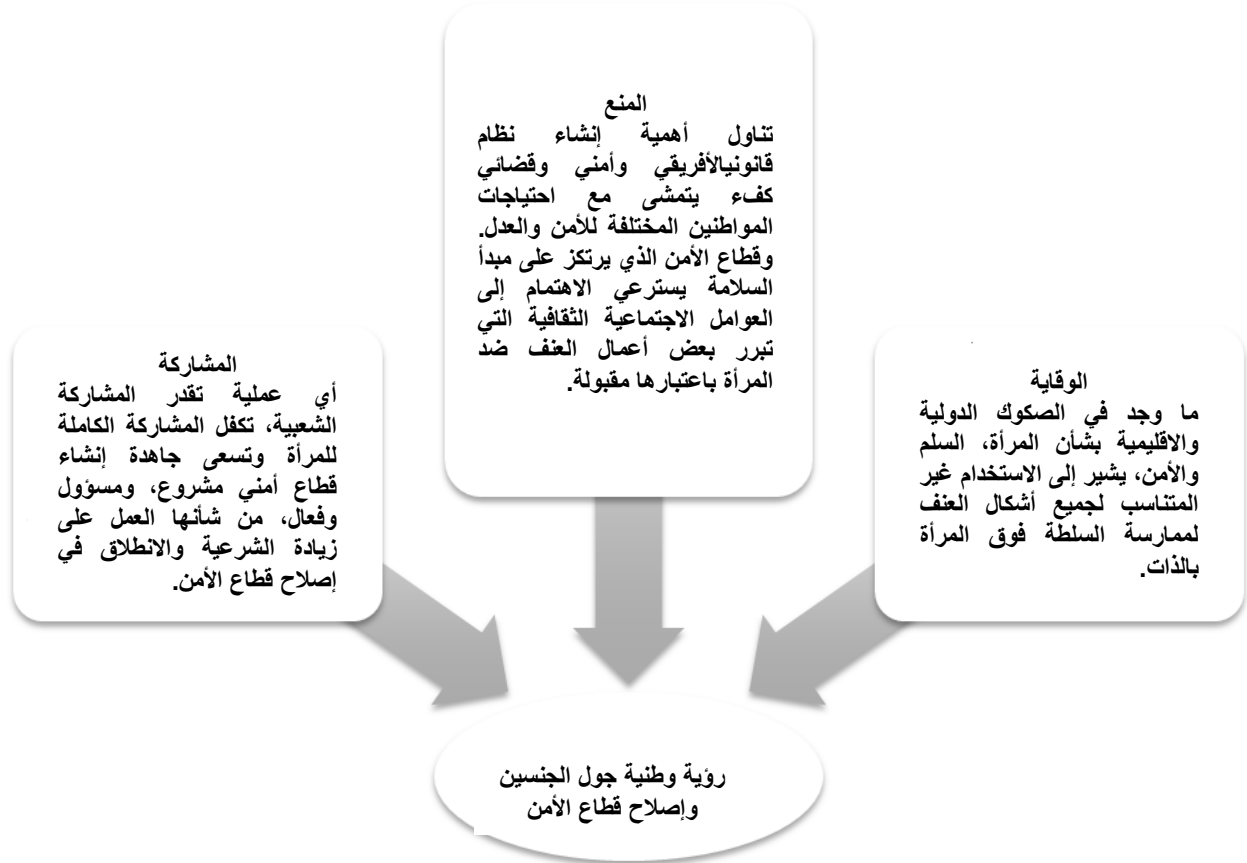 الوقاية
ما وجد في الصكوك الدولية
والاقليمية بشأن المرأة، السلم
والأمن، يشير إلى الاستخدام غير
المتناسب لجميع أشكال العنف
لممارسة السلطة فوق المرأة
بالذات.
المنع
تناول أهمية إنشاء نظام
قانونيالأفريقي وأمني وقضائي
كفء يتمشى مع احتياجات
المواطنين المختلفة للأمن والعدل.
وقطاع الأمن الذي يرتكز على مبدأ
السلامة يسترعي الاهتمام إلى
العوامل الاجتماعية الثقافية التي
تبرر بعض أعمال العنف ضد
المرأة باعتبارها مقبولة.
المشاركة
أي عملية تقدر المشاركة
الشعبية، تكفل المشاركة الكاملة
للمرأة وتسعى جاهدة إنشاء
قطاع أمني مشروع، ومسؤول
وفعال، من شأنها العمل على
زيادة الشرعية والانطلاق في
إصلاح قطاع الأمن.
رؤية وطنية جول الجنسين
وإصلاح قطاع الأمن